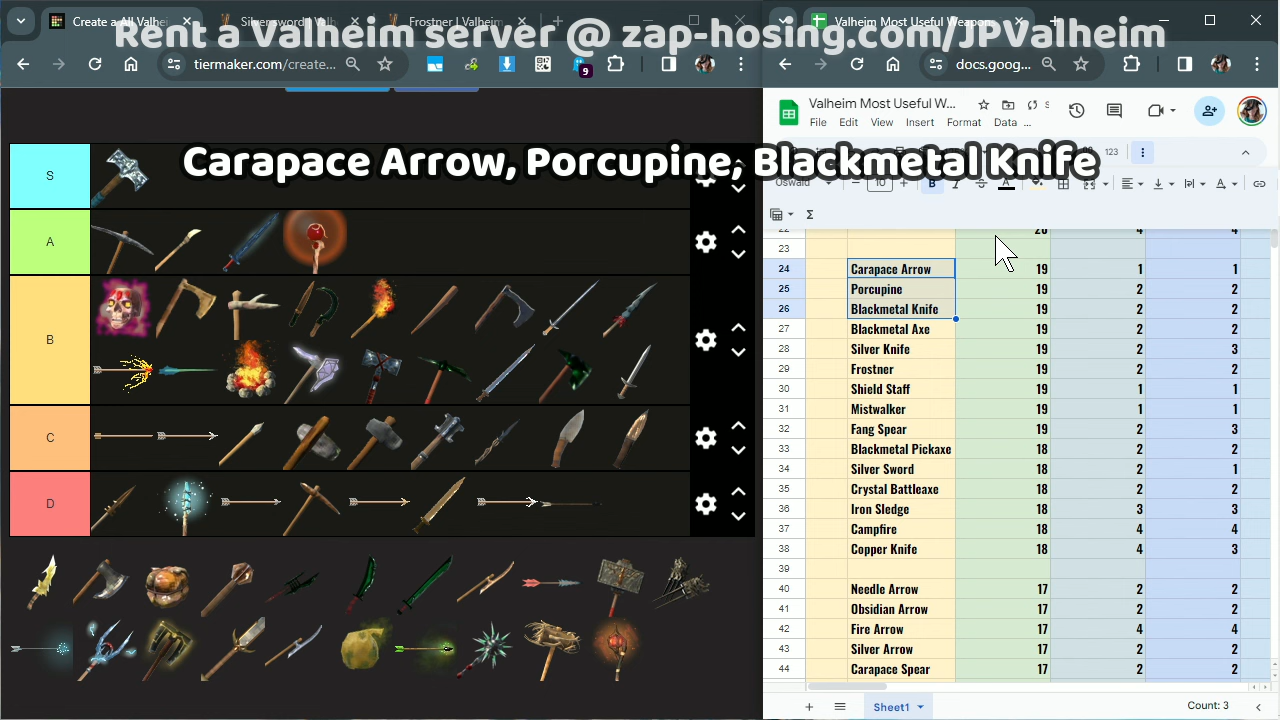 Create a All Valhei
Silversword | Valh
Frostner | Valheim
Valheim Most Useful Weapons
Rent a Valheim server @ zap-hosing.com/JPValheim
tiermaker.com/create...
9
docs.goog...
Valheim Most Useful W...
File Edit View Insert Format Data ...
Carapace Arrow, Porcupine, Blackmetal Knife
123
Oswald
10
S
A
B
C
D
22 20 4 4
23
24 Carapace Arrow 19 1 1
25 Porcupine 19 2 2
26 Blackmetal Knife 19 2 2
27 Blackmetal Axe 19 2 2
28 Silver Knife 19 2 3
29 Frostner 19 2 2
30 Shield Staff 19 1 1
31 Mistwalker 19 1 1
32 Fang Spear 19 2 3
33 Blackmetal Pickaxe 18 2 2
34 Silver Sword 18 2 1
35 Crystal Battleaxe 18 2 2
36 Iron Sledge 18 3 3
37 Campfire 18 4 4
38 Copper Knife 18 4 3
39
40 Needle Arrow 17 2 2
41 Obsidian Arrow 17 2 2
42 Fire Arrow 17 4 4
43 Silver Arrow 17 2 2
44 Carapace Spear 17 2 2
Sheet1
Count: 3